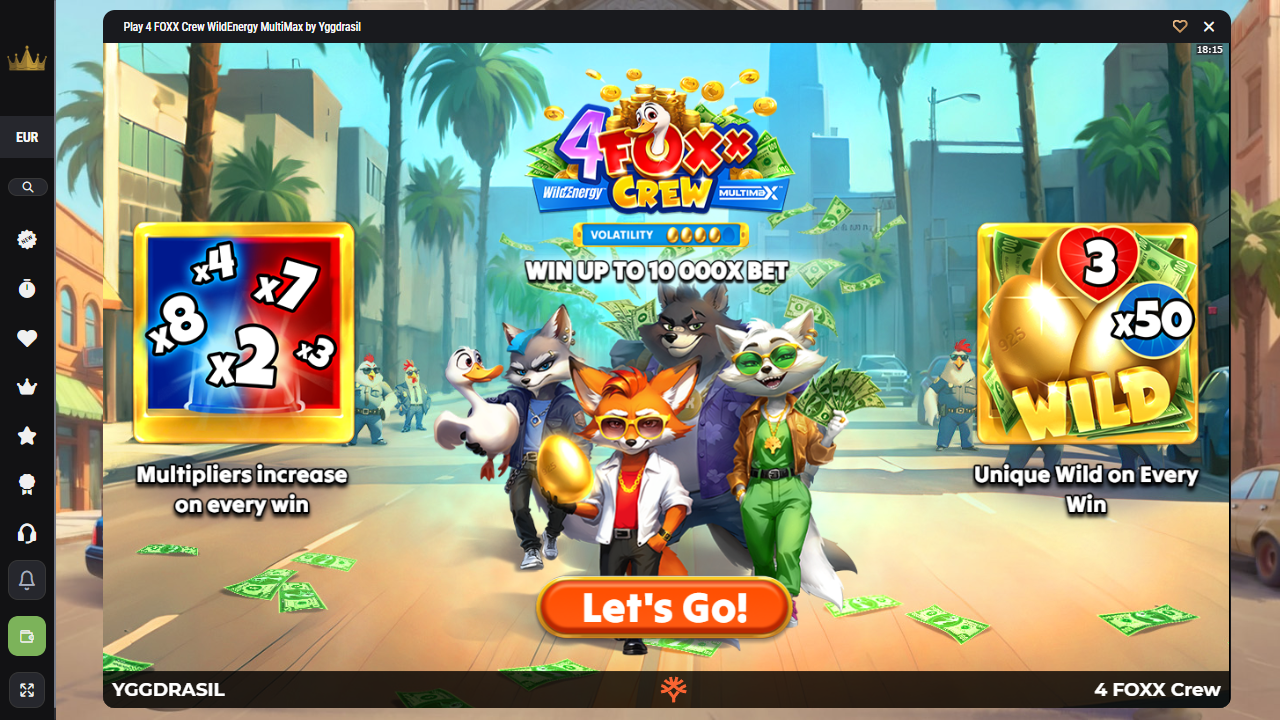 Play 4 FOXX Crew WildEnergy MultiMax by Yggdrasil
18:15
EUR
NEW
4 FOXX
CREW
WildEnergy
MULTIMAX
VOLATILITY
WIN UP TO 10 000X BET
x4
x7
x8
x2
x3
Multipliers increase
on every win
3
x50
925
WILD
Unique Wild on Every
Win
Let's Go!
YGGDRASIL
4 FOXX Crew